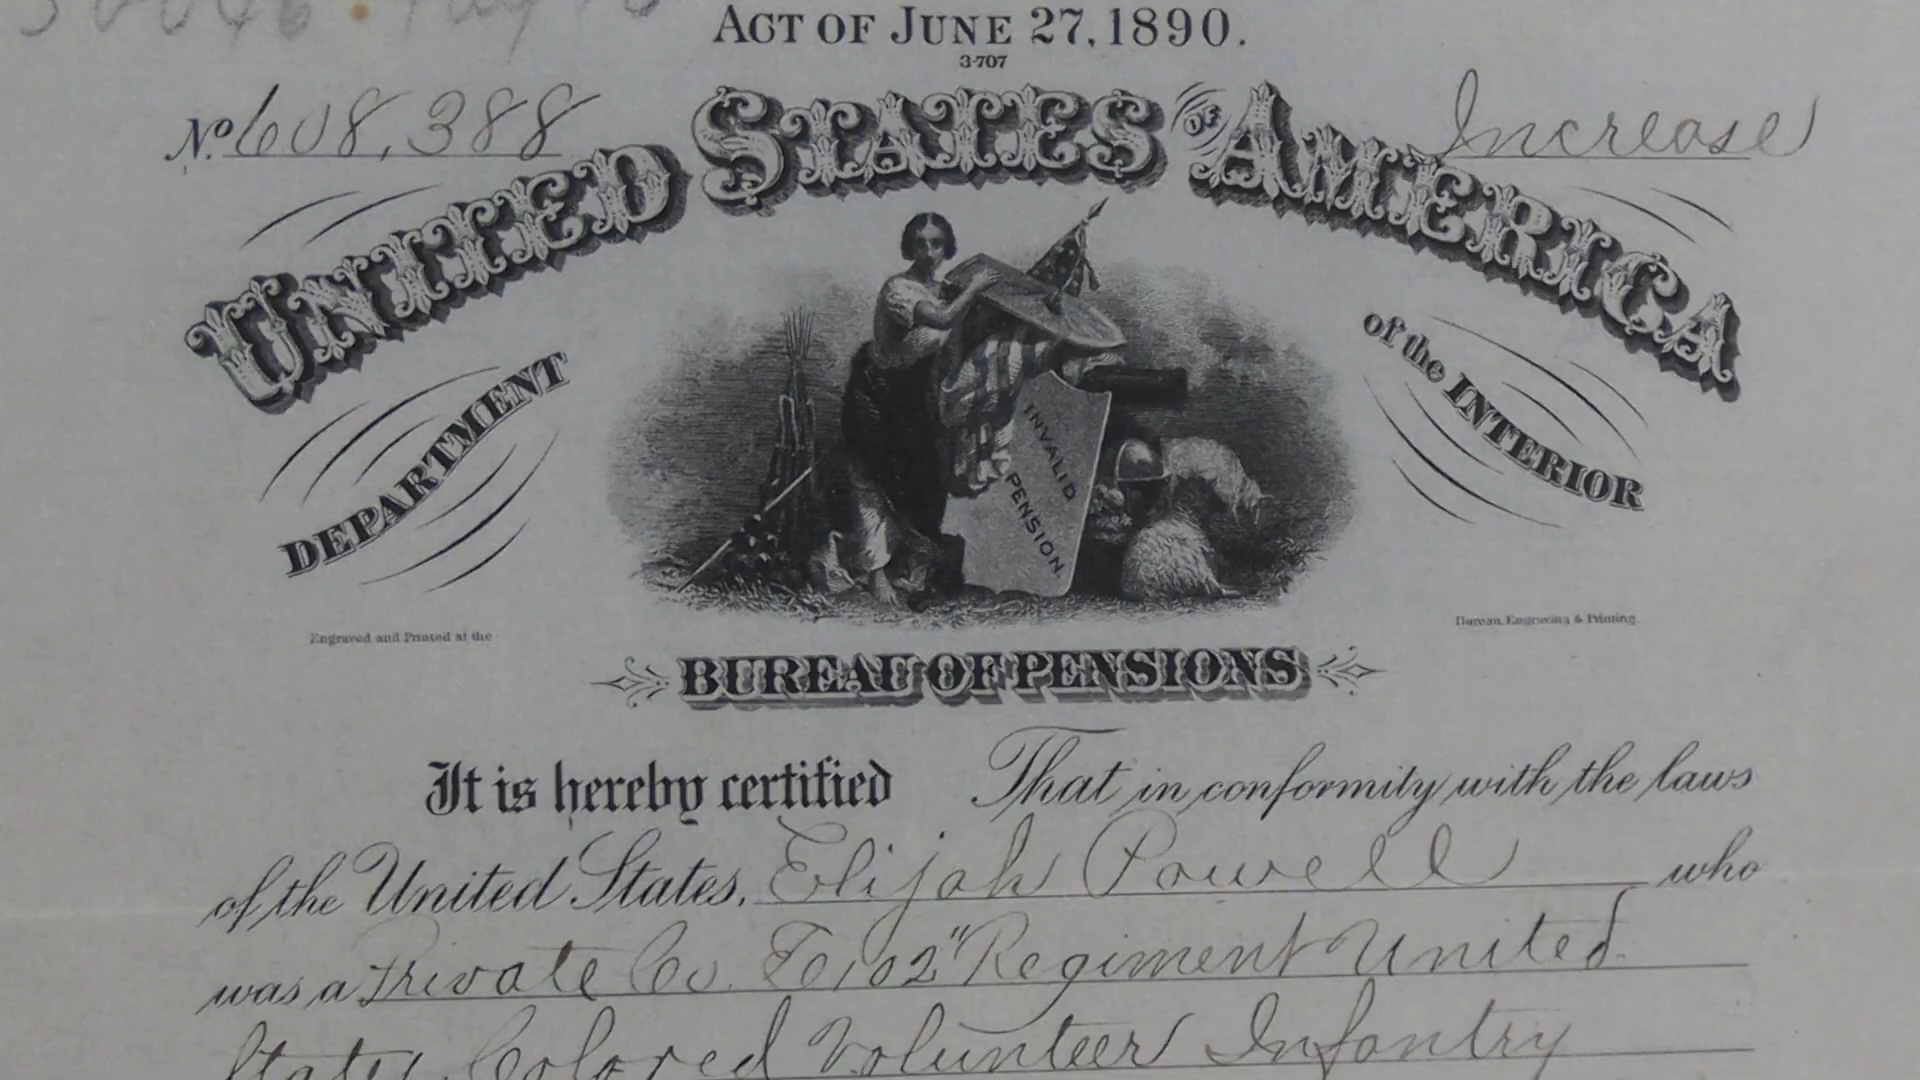 ACT OF JUNE 27, 1890.
3-707
No. 608,388
Increase
UNITED STATES OF AMERICA
DEPARTMENT of the INTERIOR
INVALID
PENSION.
Engraved and Printed at the
Bureau, Engraving & Printing.
BUREAU OF PENSIONS
It is hereby certified That in conformity with the laws
of the United States, Elijah Powell who
was a Private Co. E, 102" Regiment United
States Colored Volunteer Infantry